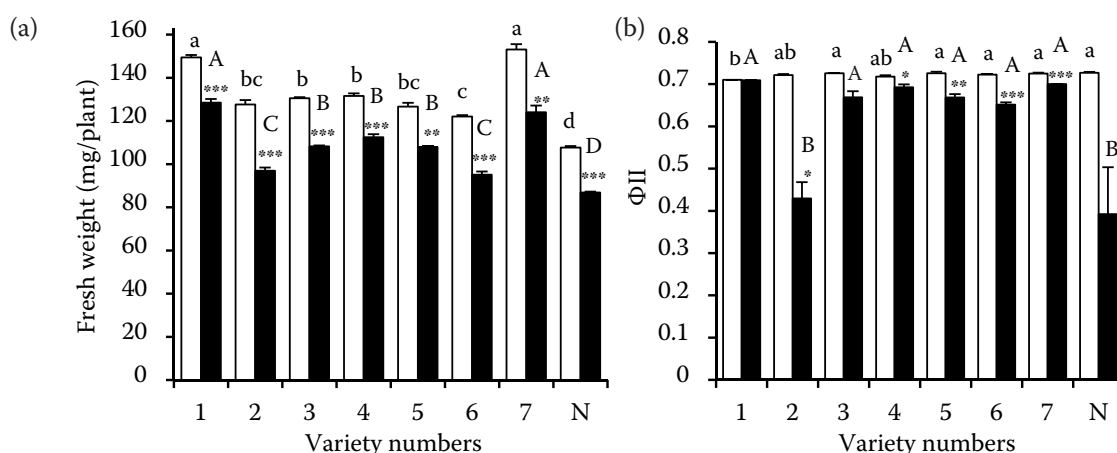 (a)
Fresh weight (mg/plant)
160
140
120
100
80
60
40
20
0
a A *** bc C *** b B *** b B *** bc B ** c C *** a A ** d D ***
1 2 3 4 5 6 7 N
Variety numbers
(b)
ΦII
0.8
0.7
0.6
0.5
0.4
0.3
0.2
0.1
0
b A ab B * a A ab A * a A ** a A *** a A *** a B
1 2 3 4 5 6 7 N
Variety numbers